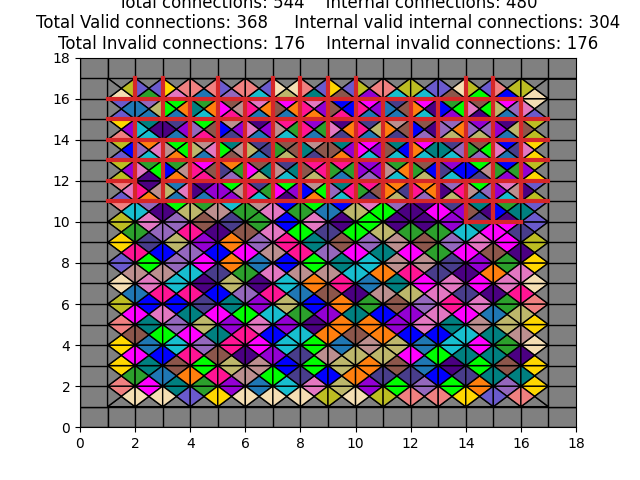 Total connections: 544    Internal connections: 480
Total Valid connections: 368     Internal valid internal connections: 304
Total Invalid connections: 176    Internal invalid connections: 176
18
16
14
12
10
8
6
4
2
0
0 2 4 6 8 10 12 14 16 18